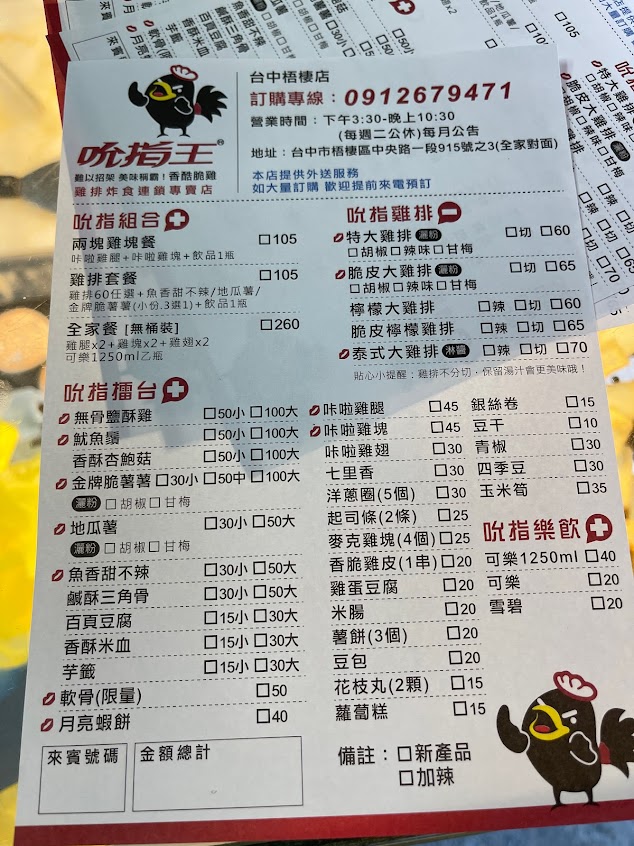 吮指王®
難以招架 美味稱霸!香酷脆雞
雞排炸食連鎖專賣店
台中梧棲店
訂購專線：0912679471
營業時間：下午3:30-晚上10:30
(每週二公休)每月公告
地址：台中市梧棲區中央路一段915號之3(全家對面)
本店提供外送服務
如大量訂購 歡迎提前來電預訂
吮指組合
兩塊雞塊餐 □105
咔啦雞腿+咔啦雞塊+飲品1瓶
雞排套餐 □105
雞排60任選+魚香甜不辣/地瓜薯/
金牌脆薯薯(小份.3選1)+飲品1瓶
全家餐 [無桶裝] □260
雞腿x2+雞塊x2+雞翅x2
可樂1250ml乙瓶
吮指雞排
特大雞排 灑粉 □切 □60
□胡椒□辣味□甘梅
脆皮大雞排 灑粉 □切 □65
□胡椒□辣味□甘梅
檸檬大雞排 □辣 □切 □60
脆皮檸檬雞排 □辣 □切 □65
泰式大雞排 淋醬 □辣 □切 □70
貼心小提醒：雞排不分切，保留湯汁會更美味哦！
吮指擂台
無骨鹽酥雞 □50小 □100大
魷魚鬚 □50小 □100大
香酥杏鮑菇 □50小 □100大
金牌脆薯薯 □30小 □50中 □100大
灑粉 □胡椒□甘梅
地瓜薯 □30小 □50大
灑粉 □胡椒□甘梅
魚香甜不辣 □30小 □50大
鹹酥三角骨 □30小 □50大
百頁豆腐 □15小 □30大
香酥米血 □15小 □30大
芋籤 □15小 □30大
軟骨(限量) □50
月亮蝦餅 □40
咔啦雞腿 □45
咔啦雞塊 □45
咔啦雞翅 □30
七里香 □30
洋蔥圈(5個) □30
起司條(2條) □25
麥克雞塊(4個) □25
香脆雞皮(1串) □20
雞蛋豆腐 □20
米腸 □20
薯餅(3個) □20
豆包 □20
花枝丸(2顆) □15
蘿蔔糕 □15
銀絲卷 □15
豆干 □10
青椒 □30
四季豆 □30
玉米筍 □35
吮指樂飲
可樂1250ml □40
可樂 □20
雪碧 □20
來賓號碼
金額總計
備註：□新產品
□加辣